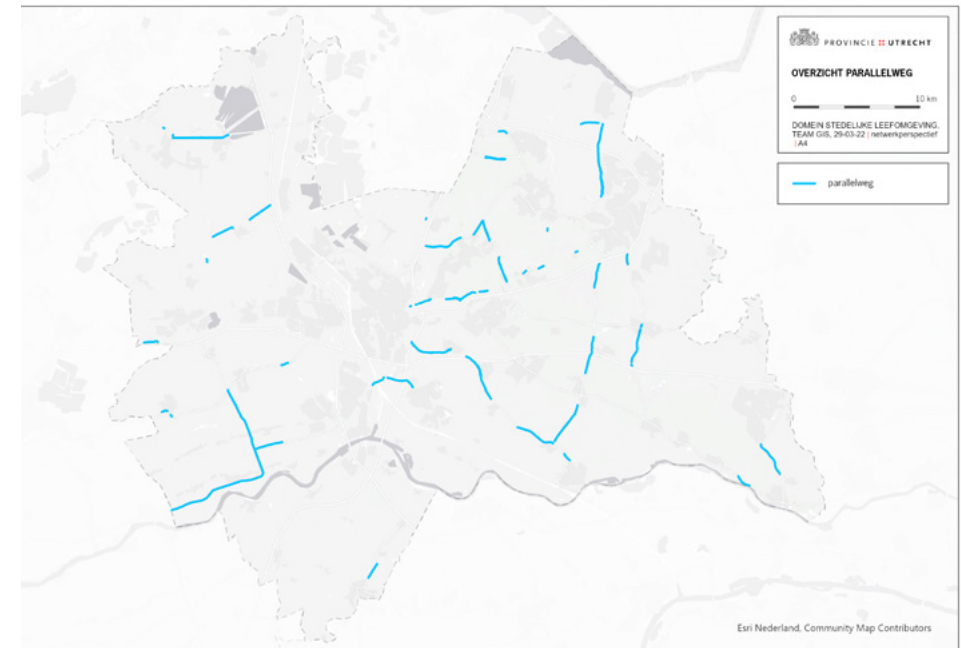 PROVINCIE UTRECHT
OVERZICHT PARALLELWEG
0 10 km
DOMEIN STEDELIJKE LEEFOMGEVING,
TEAM GIS, 29-03-22 | netwerkperspectief
| A4
parallelweg
Esri Nederland, Community Map Contributors